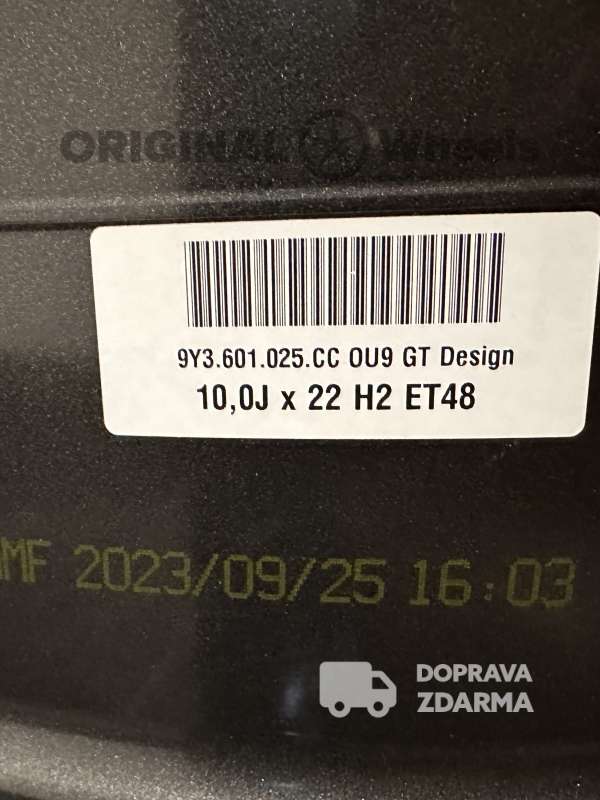 ORIGINAL Wheels
9Y3.601.025.CC OU9 GT Design
10,0J x 22 H2 ET48
MF 2023/09/25 16:03
DOPRAVA
ZDARMA